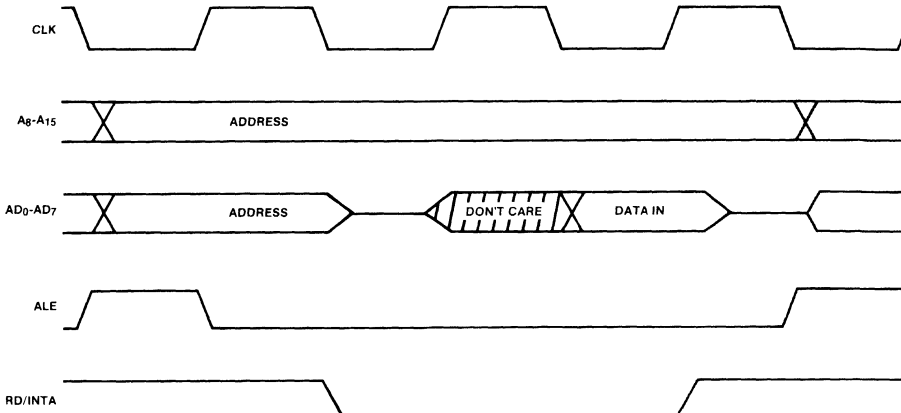 CLK
A8-A15
ADDRESS
AD0-AD7
ADDRESS
DON'T CARE
DATA IN
ALE
RD/INTA